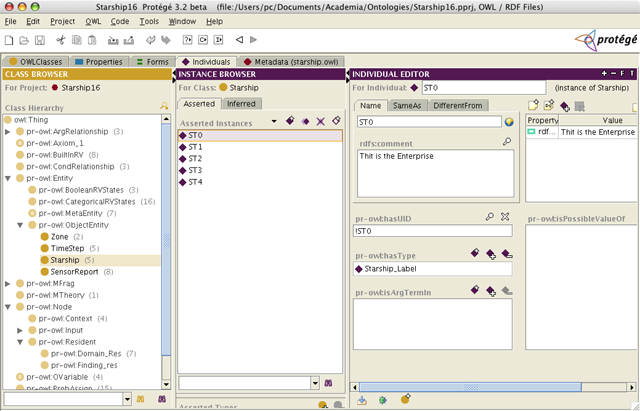 Starship16 Protégé 3.2 beta (file:/Users/pc/Documents/Academia/Ontologies/Starship16.pprj, OWL / RDF Files)
File Edit Project OWL Code Tools Window Help
protégé
OWLClasses Properties Forms Individuals Metadata (starship.owl)
CLASS BROWSER
For Project: Starship16
Class Hierarchy
owl:Thing
pr-owl:ArgRelationship (3)
pr-owl:Axiom_1
pr-owl:BuiltInRV (5)
pr-owl:CondRelationship (3)
pr-owl:Entity
pr-owl:BooleanRVStates (3)
pr-owl:CategoricalRVStates (16)
pr-owl:MetaEntity (7)
pr-owl:ObjectEntity
Zone (2)
TimeStep (5)
Starship (5)
SensorReport (8)
pr-owl:MFrag
pr-owl:MTheory (1)
pr-owl:Node
pr-owl:Context (4)
pr-owl:Input
pr-owl:Resident
pr-owl:Domain_Res (7)
pr-owl:Finding_res
pr-owl:OVariable (4)
pr-owl:ProbAssign (10)
INSTANCE BROWSER
For Class: Starship
Asserted Inferred
Asserted Instances
ST0
ST1
ST2
ST3
ST4
Asserted Types
INDIVIDUAL EDITOR + - F T
For Individual: ST0 (instance of Starship)
Name SameAs DifferentFrom
ST0
rdfs:comment
Thit is the Enterprise
Property Value
rdf... Thit is the Enterprise
pr-owl:hasUID
!ST0
pr-owl:hasType
Starship_Label
pr-owl:isArgTermIn
pr-owl:isPossibleValueOf